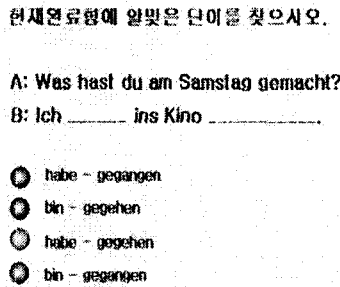 현재완료형에 알맞은 단어를 찾으시오.
A: Was hast du am Samstag gemacht?
B: Ich ______ ins Kino ____________.
habe - gegangen
bin - gegehen
habe - gegehen
bin - gegangen